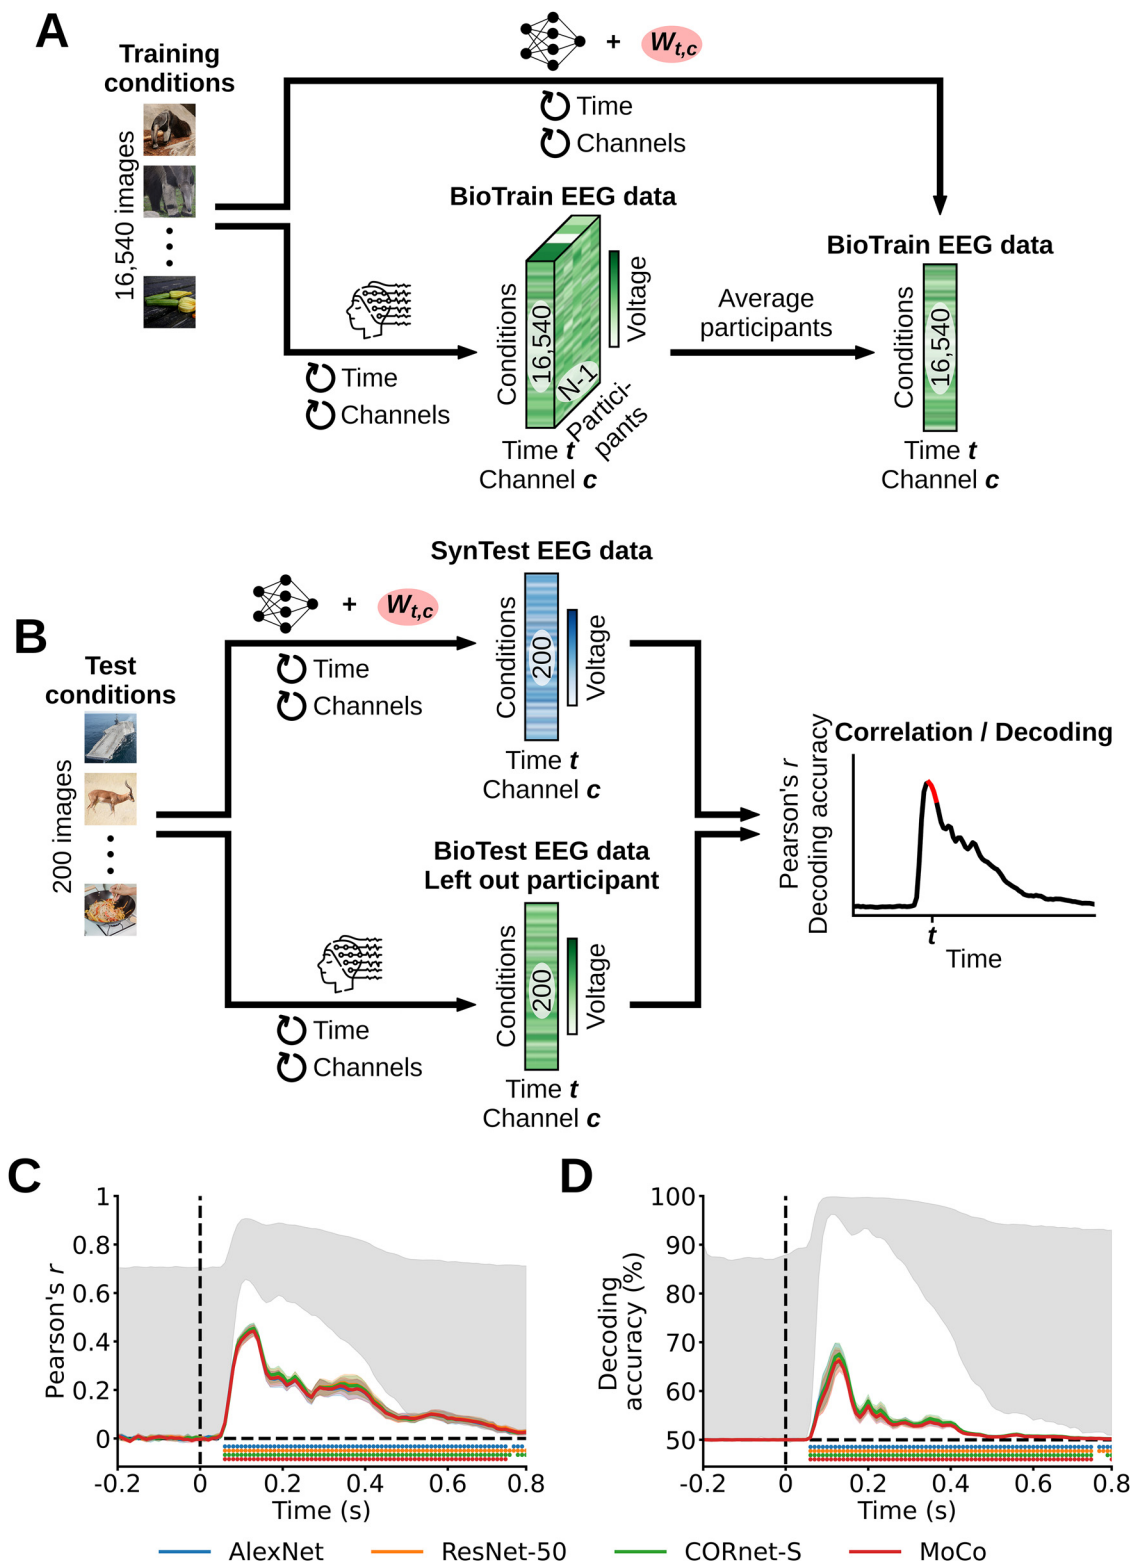 A
Training
conditions
16,540 images
+ Wt,c
Time
Channels
BioTrain EEG data
Conditions
16,540
N-1
Partici-
pants
Voltage
Time t
Channel c
Time
Channels
Average
participants
BioTrain EEG data
Conditions
16,540
Time t
Channel c
B
Test
conditions
200 images
+ Wt,c
Time
Channels
SynTest EEG data
Conditions
200
Voltage
Time t
Channel c
BioTest EEG data
Left out participant
Time
Channels
Conditions
200
Voltage
Time t
Channel c
Correlation / Decoding
Pearson's r
Decoding accuracy
t
Time
C
Pearson's r
1
0.8
0.6
0.4
0.2
0
-0.2 0 0.2 0.4 0.6 0.8
Time (s)
D
Decoding
accuracy (%)
100
90
80
70
60
50
-0.2 0 0.2 0.4 0.6 0.8
Time (s)
AlexNet ResNet-50 CORnet-S MoCo